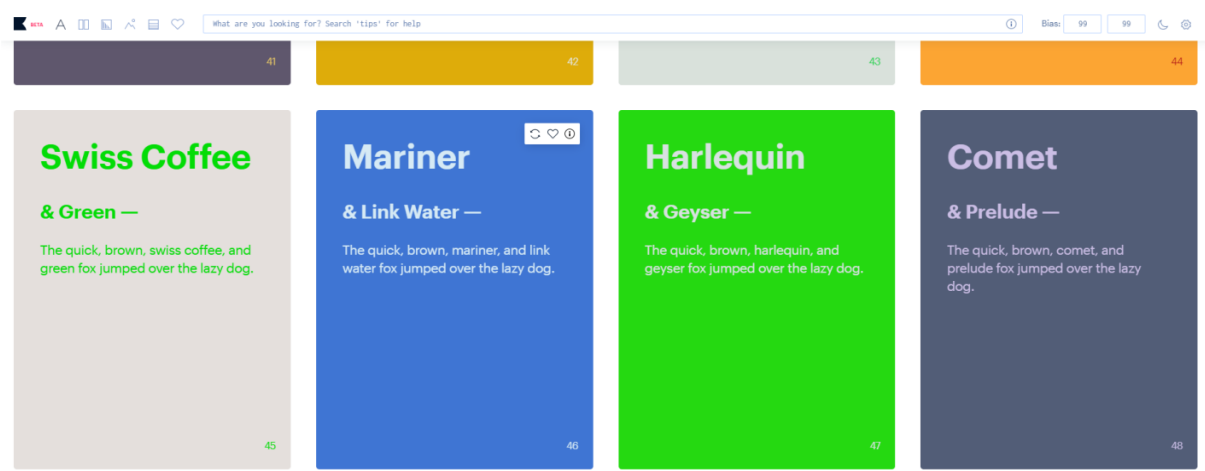 BETA
What are you looking for? Search 'tips' for help
Bias: 99 99
41
42
43
44
Swiss Coffee
& Green —
The quick, brown, swiss coffee, and
green fox jumped over the lazy dog.
45
Mariner
& Link Water —
The quick, brown, mariner, and link
water fox jumped over the lazy dog.
46
Harlequin
& Geyser —
The quick, brown, harlequin, and
geyser fox jumped over the lazy dog.
47
Comet
& Prelude —
The quick, brown, comet, and
prelude fox jumped over the lazy
dog.
48